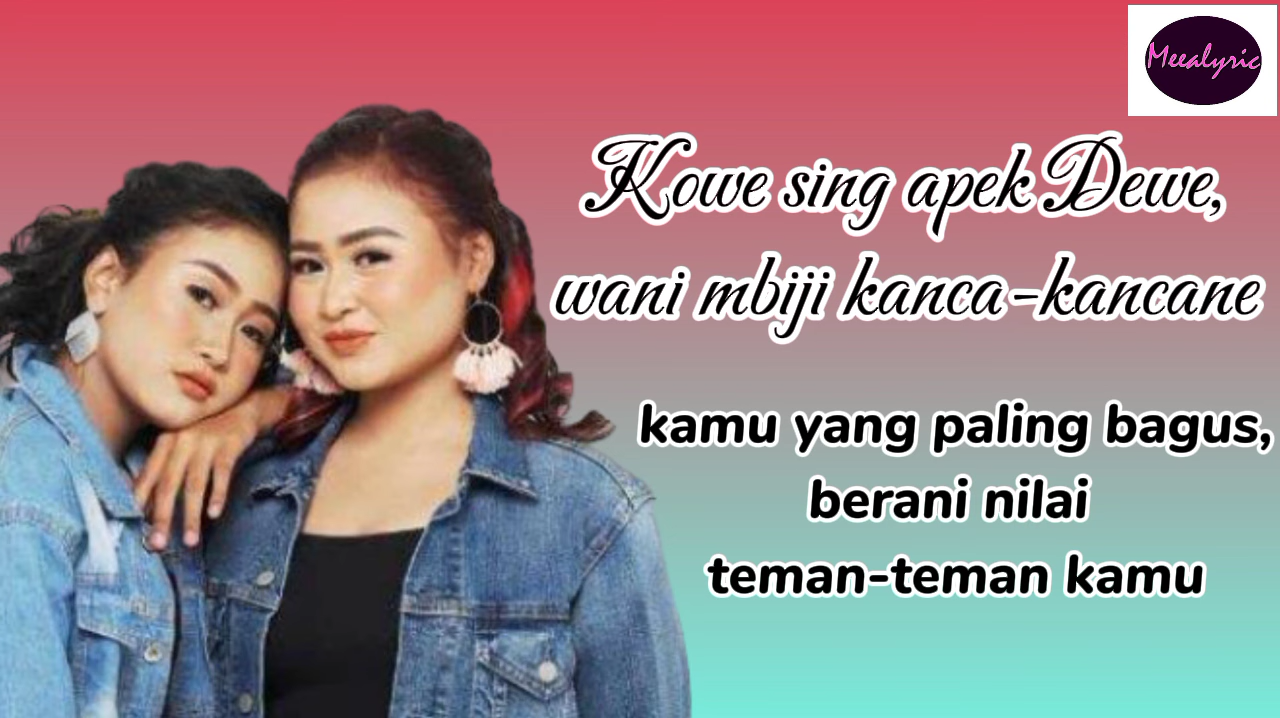 Meealyric
Kowe sing apek Dewe,
wani mbiji kanca-kancane
kamu yang paling bagus,
berani nilai
teman-teman kamu